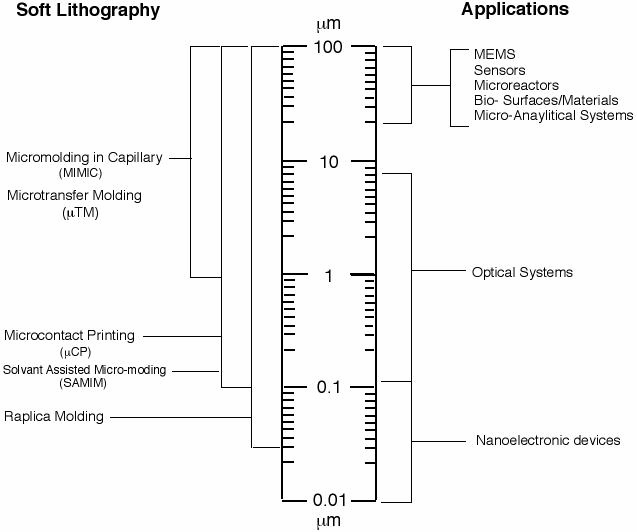 Soft Lithography
Applications
μm
100
10
1
0.1
0.01
μm
Micromolding in Capillary
(MIMIC)
Microtransfer Molding
(μTM)
Microcontact Printing
(μCP)
Solvant Assisted Micro-moding
(SAMIM)
Raplica Molding
MEMS
Sensors
Microreactors
Bio- Surfaces/Materials
Micro-Anaylitical Systems
Optical Systems
Nanoelectronic devices